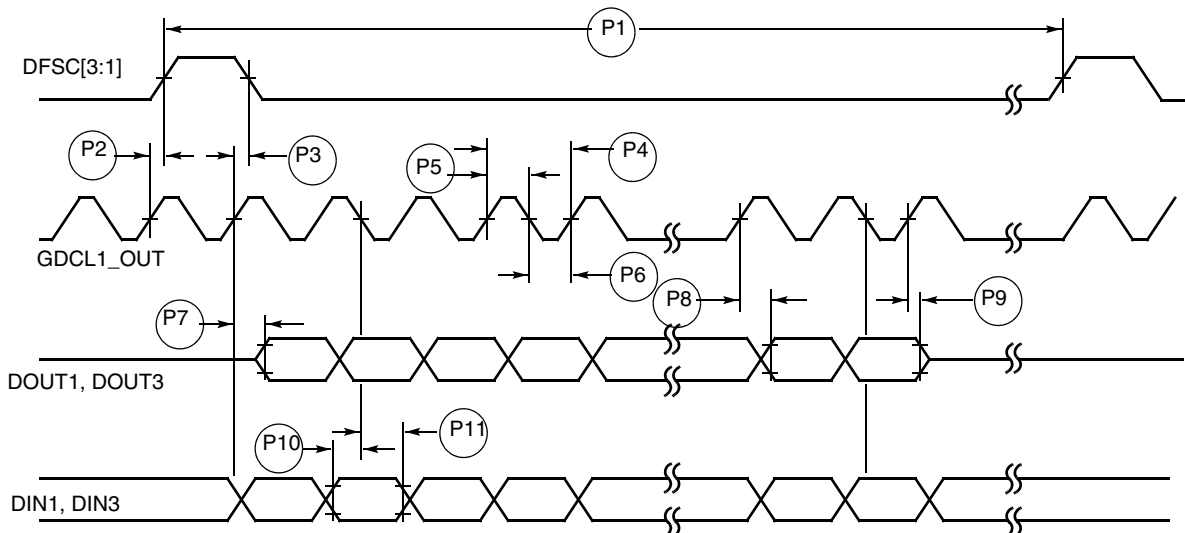 P1
DFSC[3:1]
P2
P3
P5
P4
GDCL1_OUT
P6
P8
P9
P7
DOUT1, DOUT3
P10
P11
DIN1, DIN3